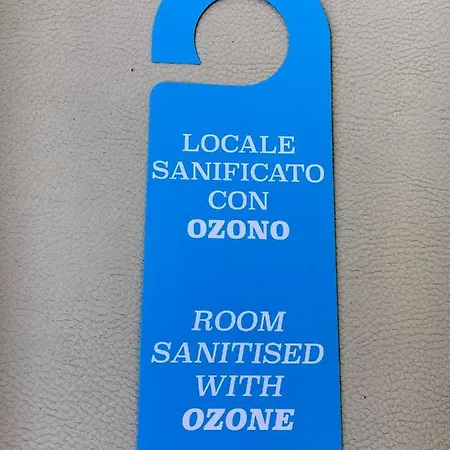 LOCALE
SANIFICATO
CON
OZONO
ROOM
SANITISED
WITH
OZONE